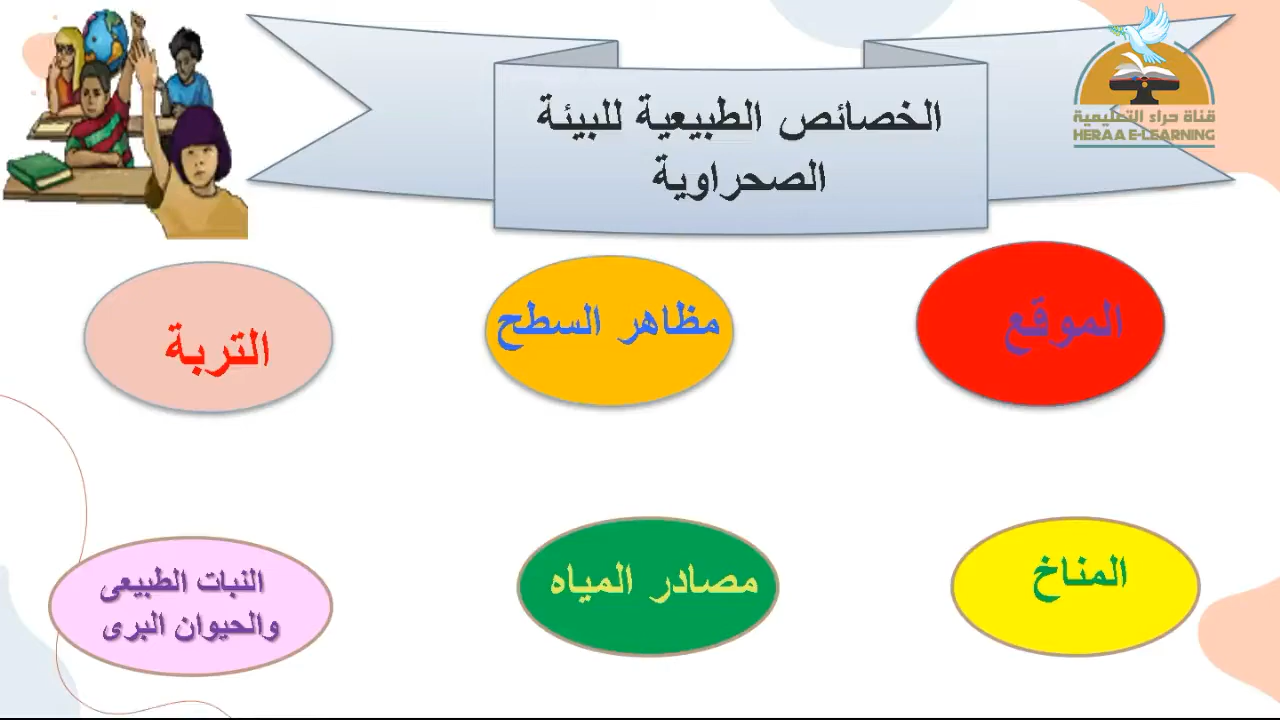 الخصائص الطبيعية للبيئة
الصحراوية
قناة حراء التعليمية
HERAA E-LEARNING
الموقع
مظاهر السطح
التربة
المناخ
مصادر المياه
النبات الطبيعى
والحيوان البرى